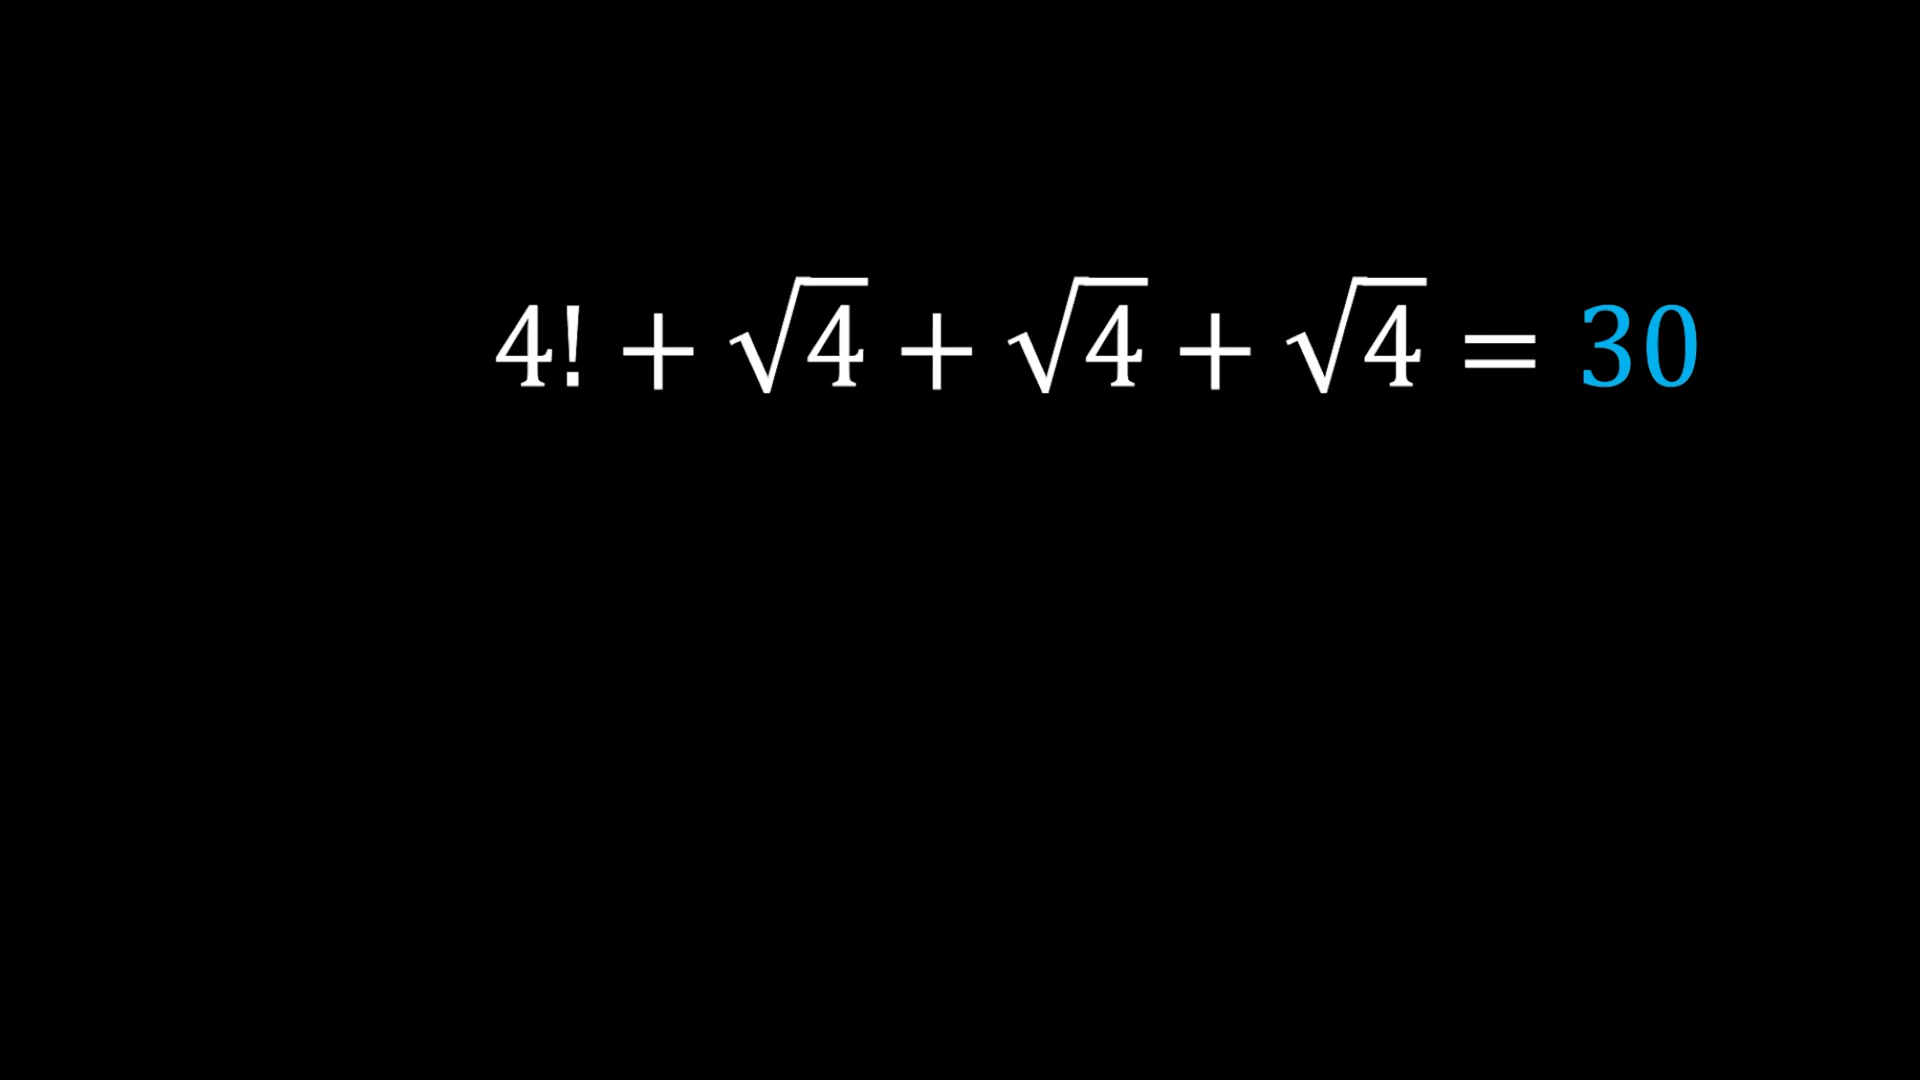 4! + √4 + √4 + √4 = 30